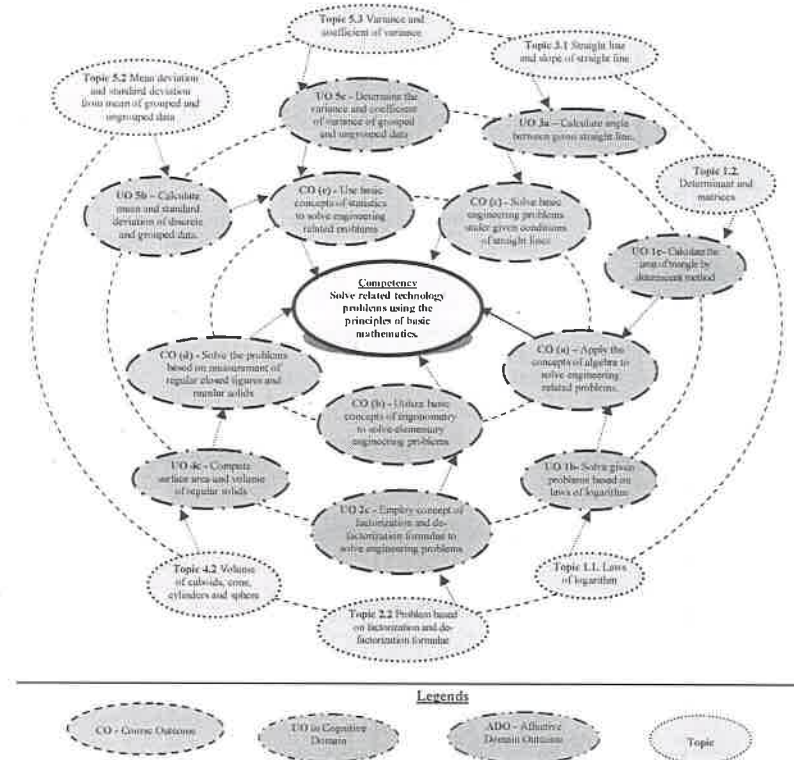 Topic 5.3 Variance and
coefficient of variance
Topic 3.1 Straight line
and slope of straight line
Topic 5.2 Mean deviation
and standard deviation
from mean of grouped and
ungrouped data
UO 5c - Determine the
variance and coefficient
of variance of grouped
and ungrouped data
UO 3a - Calculate angle
between given straight line.
Topic 1.2.
Determinant and
matrices
UO 5b - Calculate
mean and standard
deviation of discrete
and grouped data.
CO (e) - Use basic
concepts of statistics
to solve engineering
related problems
CO (c) - Solve basic
engineering problems
under given conditions
of straight lines
UO 1e- Calculate the
area of triangle by
determinant method
Competency
Solve related technology
problems using the
principles of basic
mathematics.
CO (d) - Solve the problems
based on measurement of
regular closed figures and
regular solids
CO (a) - Apply the
concepts of algebra to
solve engineering
related problems.
CO (b) - Utilize basic
concepts of trigonometry
to solve elementary
engineering problems
UO 4c - Compute
surface area and volume
of regular solids
UO 1b- Solve given
problems based on
laws of logarithm
UO 2c - Employ concept of
factorization and de-
factorization formulae to
solve engineering problems
Topic 4.2 Volume
of cuboids, cone,
cylinders and sphere
Topic 1.1. Laws
of logarithm
Topic 2.2 Problem based
on factorization and de-
factorization formulae
Legends
CO - Course Outcome
UO in Cognitive
Domain
ADO - Affective
Domain Outcome
Topic